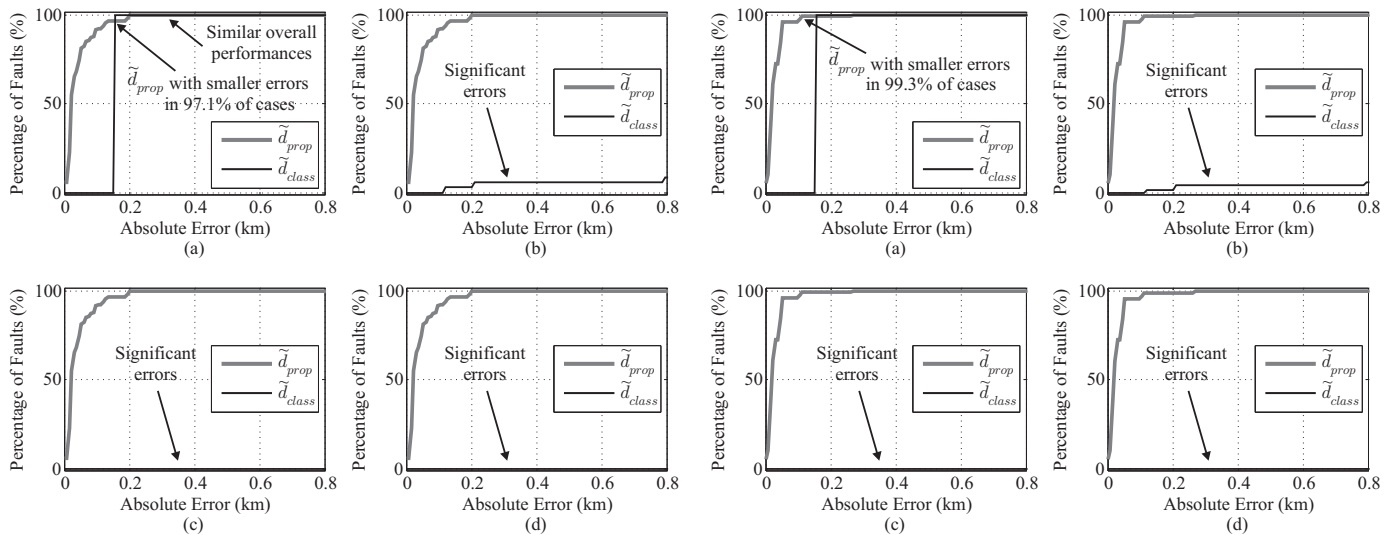 Percentage of Faults (%)
100
50
0
Similar overall
performances
d̃prop with smaller errors
in 97.1% of cases
d̃prop
d̃class
0 0.2 0.4 0.6 0.8
Absolute Error (km)
(a)
Percentage of Faults (%)
100
50
0
Significant
errors
d̃prop
d̃class
0 0.2 0.4 0.6 0.8
Absolute Error (km)
(b)
Percentage of Faults (%)
100
50
0
d̃prop with smaller errors
in 99.3% of cases
d̃prop
d̃class
0 0.2 0.4 0.6 0.8
Absolute Error (km)
(a)
Percentage of Faults (%)
100
50
0
Significant
errors
d̃prop
d̃class
0 0.2 0.4 0.6 0.8
Absolute Error (km)
(b)
Percentage of Faults (%)
100
50
0
Significant
errors
d̃prop
d̃class
0 0.2 0.4 0.6 0.8
Absolute Error (km)
(c)
Percentage of Faults (%)
100
50
0
Significant
errors
d̃prop
d̃class
0 0.2 0.4 0.6 0.8
Absolute Error (km)
(d)
Percentage of Faults (%)
100
50
0
Significant
errors
d̃prop
d̃class
0 0.2 0.4 0.6 0.8
Absolute Error (km)
(c)
Percentage of Faults (%)
100
50
0
Significant
errors
d̃prop
d̃class
0 0.2 0.4 0.6 0.8
Absolute Error (km)
(d)